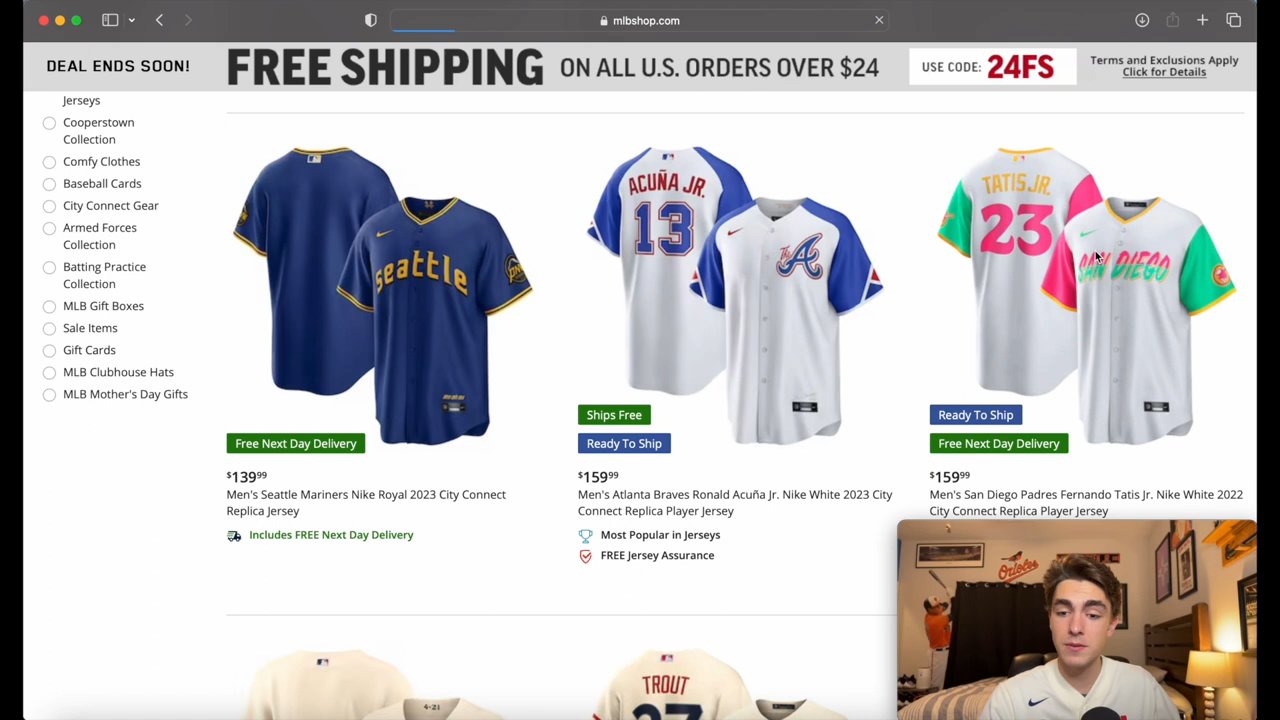 mlbshop.com
DEAL ENDS SOON!
FREE SHIPPING ON ALL U.S. ORDERS OVER $24
USE CODE: 24FS
Terms and Exclusions Apply
Click for Details
Jerseys
Cooperstown
Collection
Comfy Clothes
Baseball Cards
City Connect Gear
Armed Forces
Collection
Batting Practice
Collection
MLB Gift Boxes
Sale Items
Gift Cards
MLB Clubhouse Hats
MLB Mother's Day Gifts
seattle
Free Next Day Delivery
$139.99
Men's Seattle Mariners Nike Royal 2023 City Connect
Replica Jersey
Includes FREE Next Day Delivery
ACUÑA JR.
13
The A
Ships Free
Ready To Ship
$159.99
Men's Atlanta Braves Ronald Acuña Jr. Nike White 2023 City
Connect Replica Player Jersey
Most Popular in Jerseys
FREE Jersey Assurance
TATIS JR.
23
SAN DIEGO
Ready To Ship
Free Next Day Delivery
$159.99
Men's San Diego Padres Fernando Tatis Jr. Nike White 2022
City Connect Replica Player Jersey
4-21
TROUT
27
Orioles